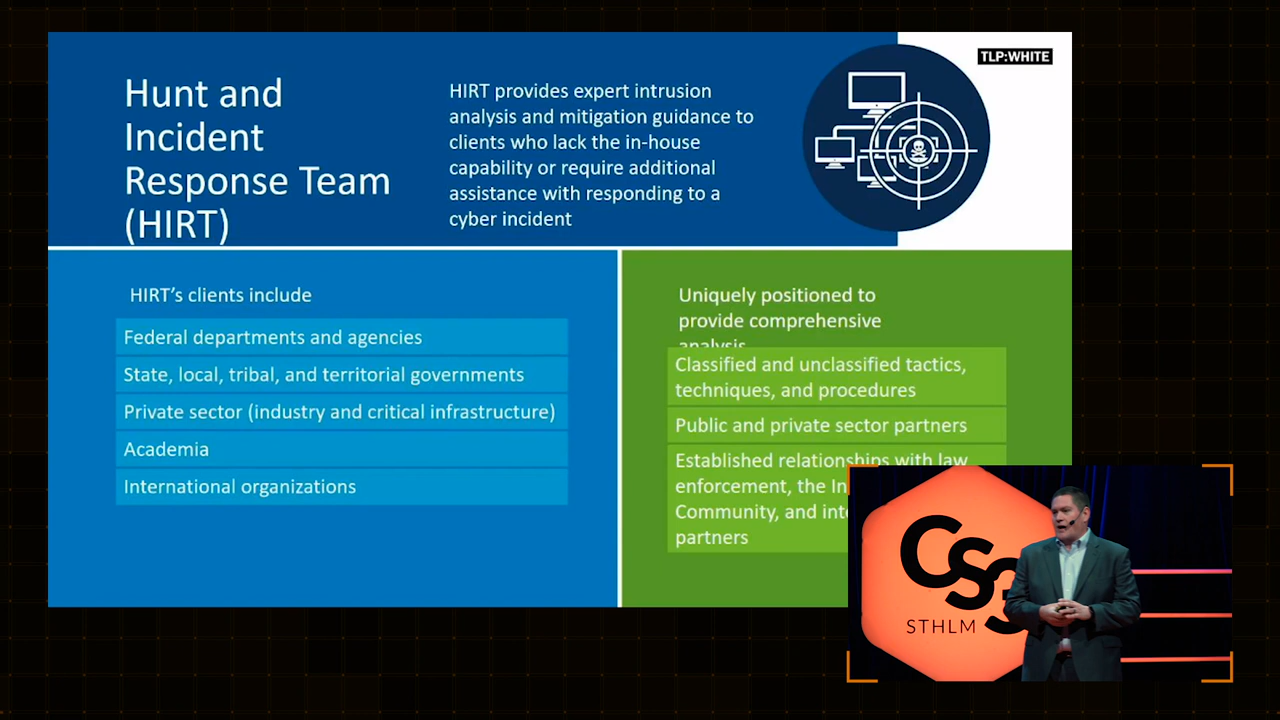 TLP:WHITE
Hunt and
Incident
Response Team
(HIRT)
HIRT provides expert intrusion
analysis and mitigation guidance to
clients who lack the in-house
capability or require additional
assistance with responding to a
cyber incident
HIRT's clients include
Federal departments and agencies
State, local, tribal, and territorial governments
Private sector (industry and critical infrastructure)
Academia
International organizations
Uniquely positioned to
provide comprehensive
analysis
Classified and unclassified tactics,
techniques, and procedures
Public and private sector partners
Established relationships with law
enforcement, the
Community, and
partners
CS3
STHLM